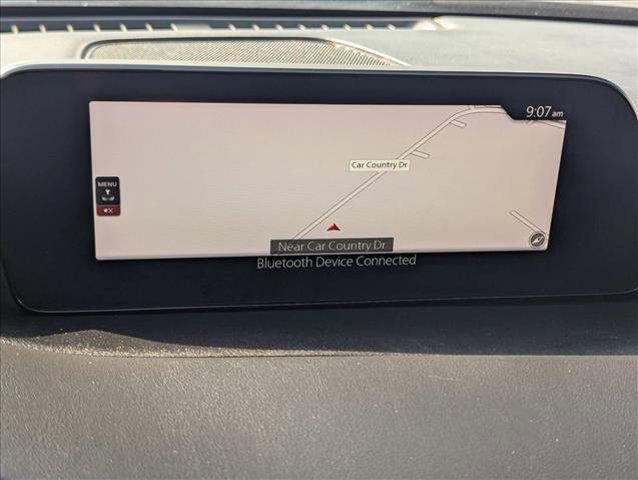 9:07 am
Car Country Dr
MENU
Near Car Country Dr
Bluetooth Device Connected